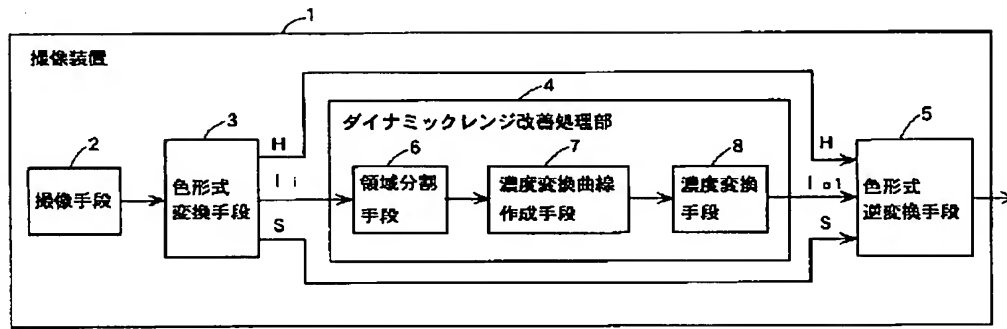 1
撮像装置
4
ダイナミックレンジ改善処理部
2
撮像手段
3
色形式
変換手段
H
I i
S
6
領域分割
手段
7
濃度変換曲線
作成手段
8
濃度変換
手段
H
I o1
S
5
色形式
逆変換手段